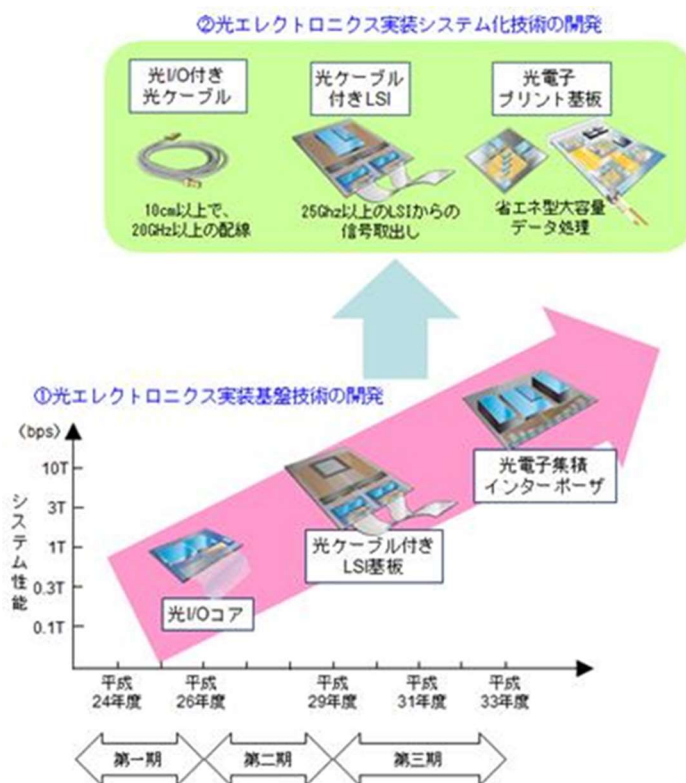 ②光エレクトロニクス実装システム化技術の開発
光I/O付き
光ケーブル
10cm以上で、
20GHz以上の配線
光ケーブル
付きLSI
25Ghz以上のLSIからの
信号取出し
光電子
プリント基板
省エネ型大容量
データ処理
①光エレクトロニクス実装基盤技術の開発
〈bps〉
システム性能
10T
3T
1T
0.3T
0.1T
光I/Oコア
光ケーブル付き
LSI基板
光電子集積
インターポーザ
平成
24年度
平成
26年度
平成
29年度
平成
31年度
平成
33年度
第一期
第二期
第三期